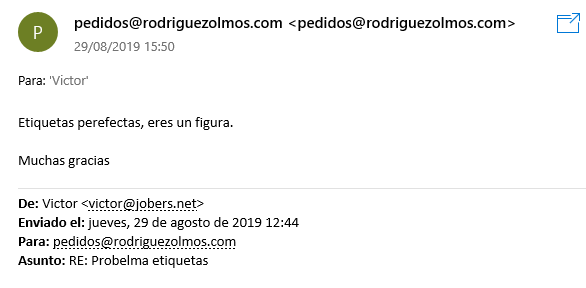 P
pedidos@rodriguezolmos.com <pedidos@rodriguezolmos.com>
29/08/2019 15:50
Para: 'Victor'
Etiquetas perefectas, eres un figura.
Muchas gracias
De: Victor <victor@jobers.net>
Enviado el: jueves, 29 de agosto de 2019 12:44
Para: pedidos@rodriguezolmos.com
Asunto: RE: Probelma etiquetas